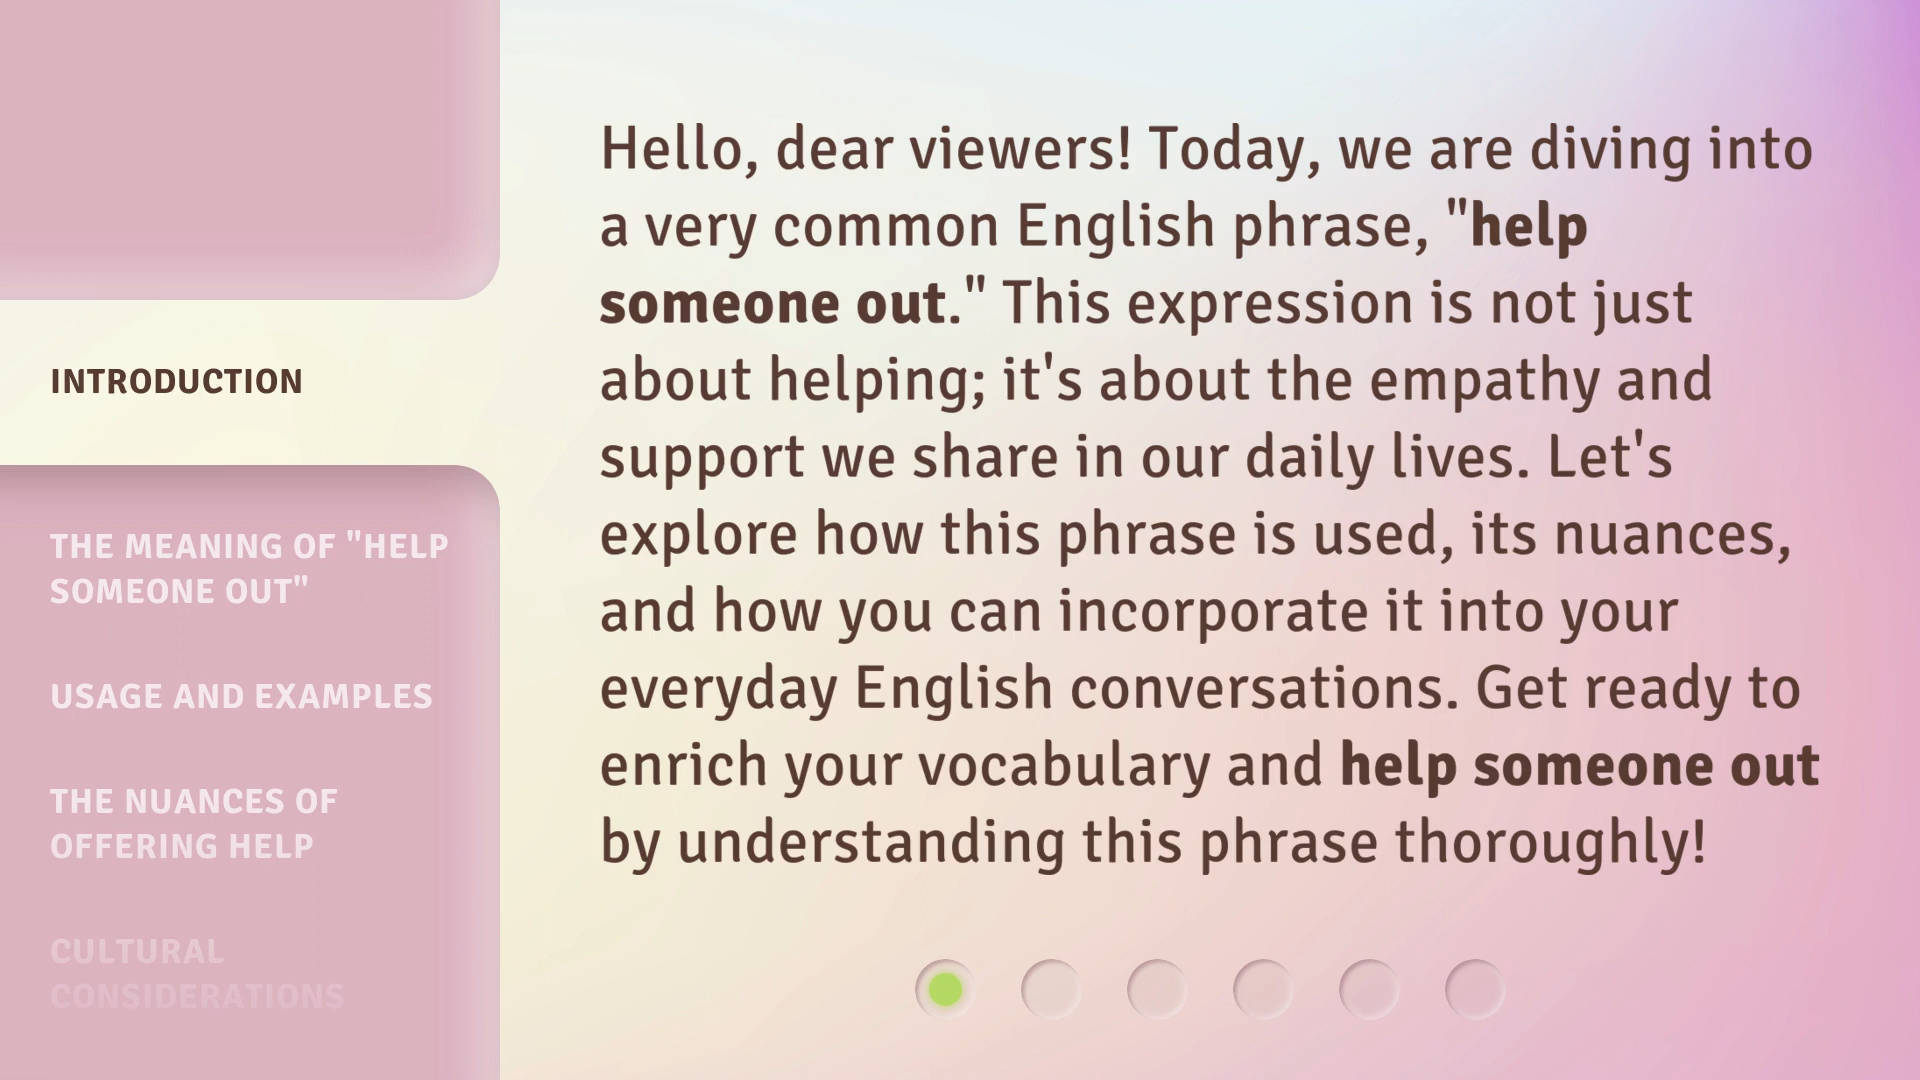 INTRODUCTION
THE MEANING OF "HELP
SOMEONE OUT"
USAGE AND EXAMPLES
THE NUANCES OF
OFFERING HELP
CULTURAL
CONSIDERATIONS
Hello, dear viewers! Today, we are diving into
a very common English phrase, "help
someone out." This expression is not just
about helping; it's about the empathy and
support we share in our daily lives. Let's
explore how this phrase is used, its nuances,
and how you can incorporate it into your
everyday English conversations. Get ready to
enrich your vocabulary and help someone out
by understanding this phrase thoroughly!